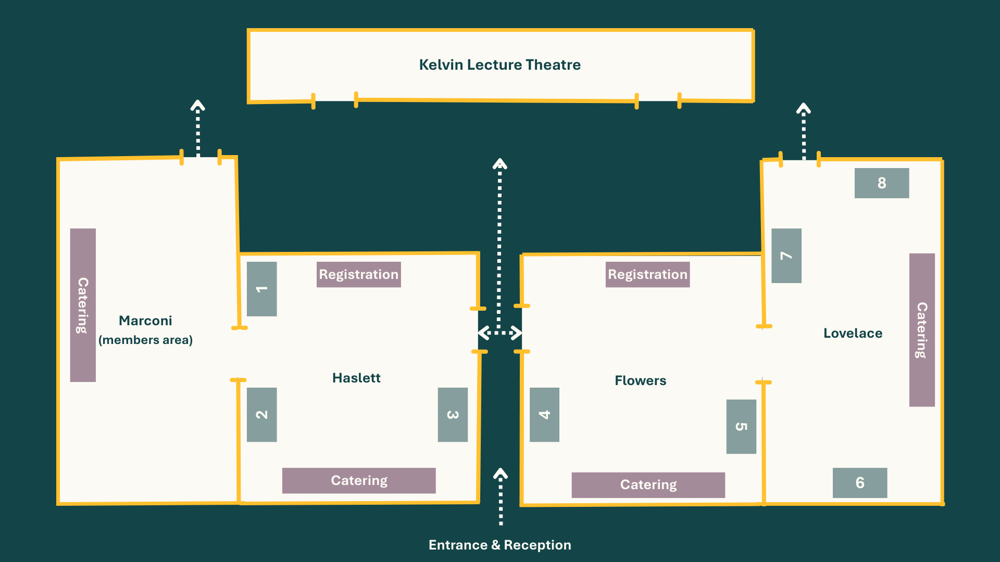 Kelvin Lecture Theatre
8
7
Catering
Marconi
(members area)
1
Registration
Registration
Catering
Lovelace
Haslett
Flowers
2
3
4
5
Catering
Catering
6
Entrance & Reception